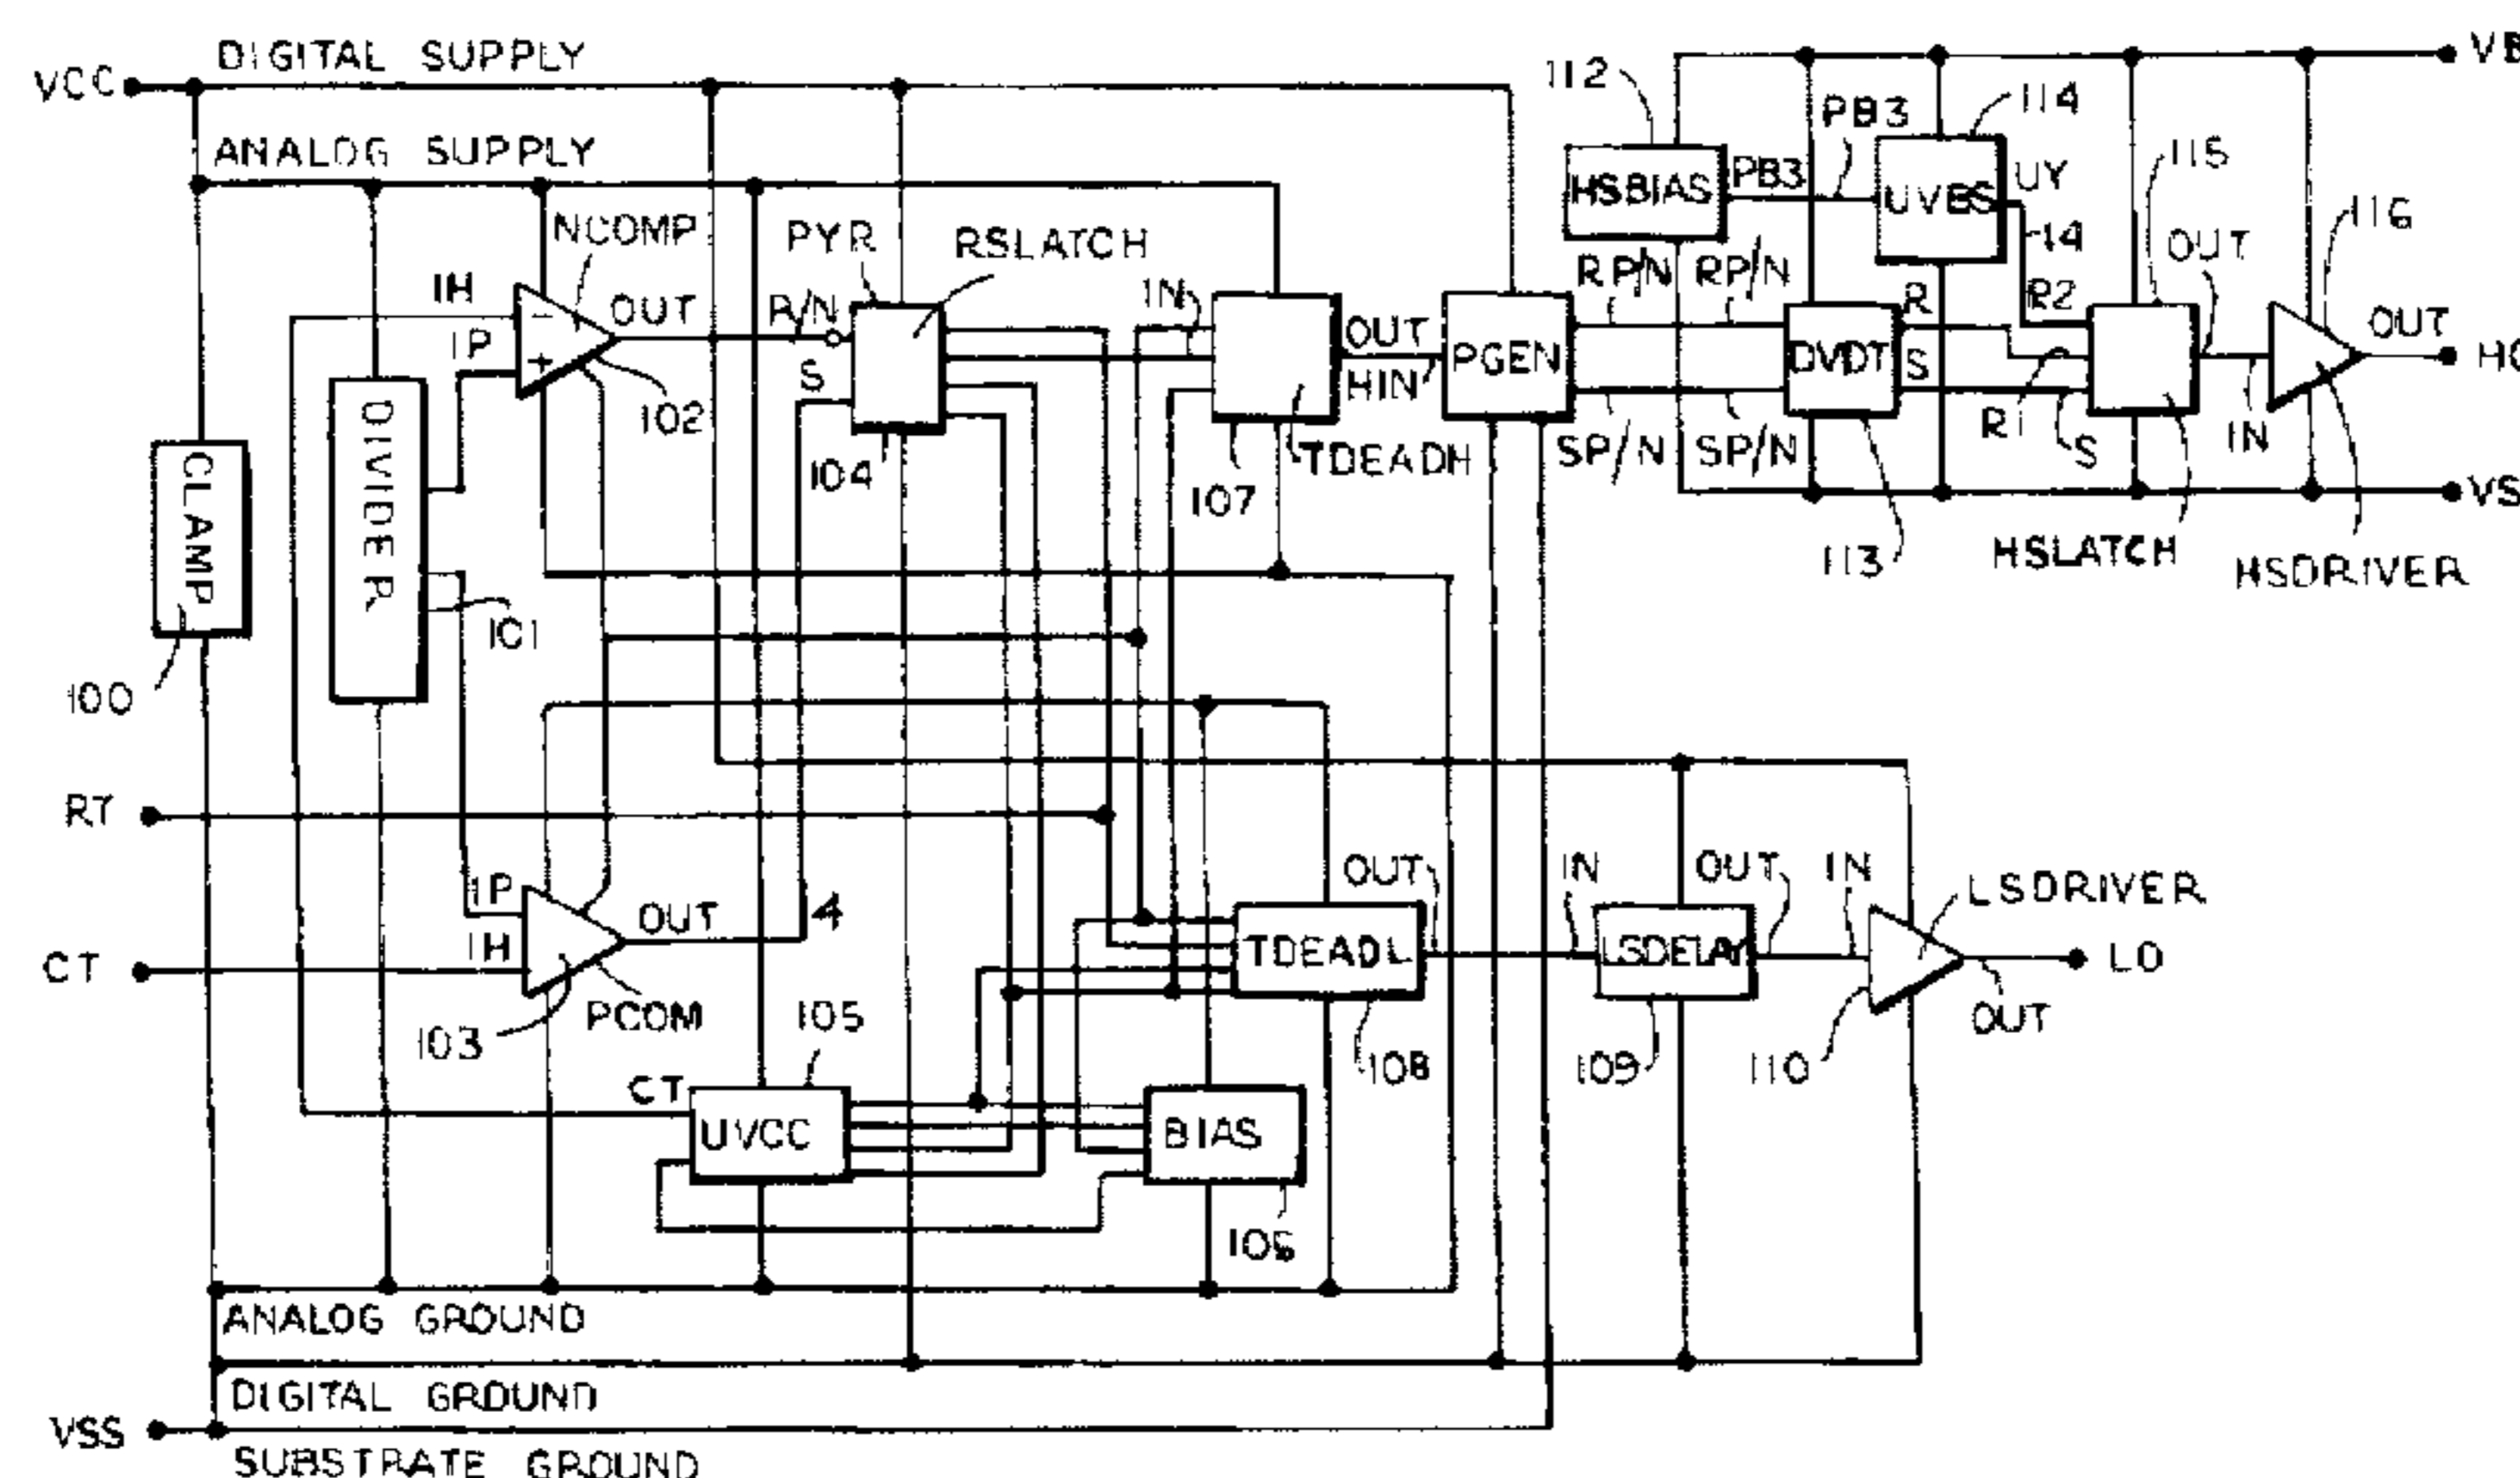 DIGITAL SUPPLY
VCC
112
114
PB3
ANALOG SUPPLY
115
HSBIAS
PB3
UVBS
UY
NCOMP
PYR
RSLATCH
116
14
OUT
IH
OUT
R/N
IN
RP/N
RP/N
R
R2
OUT
IP
OUT
PGEN
DVDT
S
S
HIN
102
R1
IN
DIVIDER
CLAMP
104
TDEADH
SP/N
SP/N
S
107
113
HSLATCH
HSDRIVER
101
100
RT
IP
OUT
4
OUT
IN
OUT
IN
LSDRIVER
IH
TDEADL
LSDELAY
CT
LO
103
PCOM
105
OUT
108
109
110
CT
UVCC
BIAS
106
ANALOG GROUND
DIGITAL GROUND
VSS
SUBSTRATE GROUND